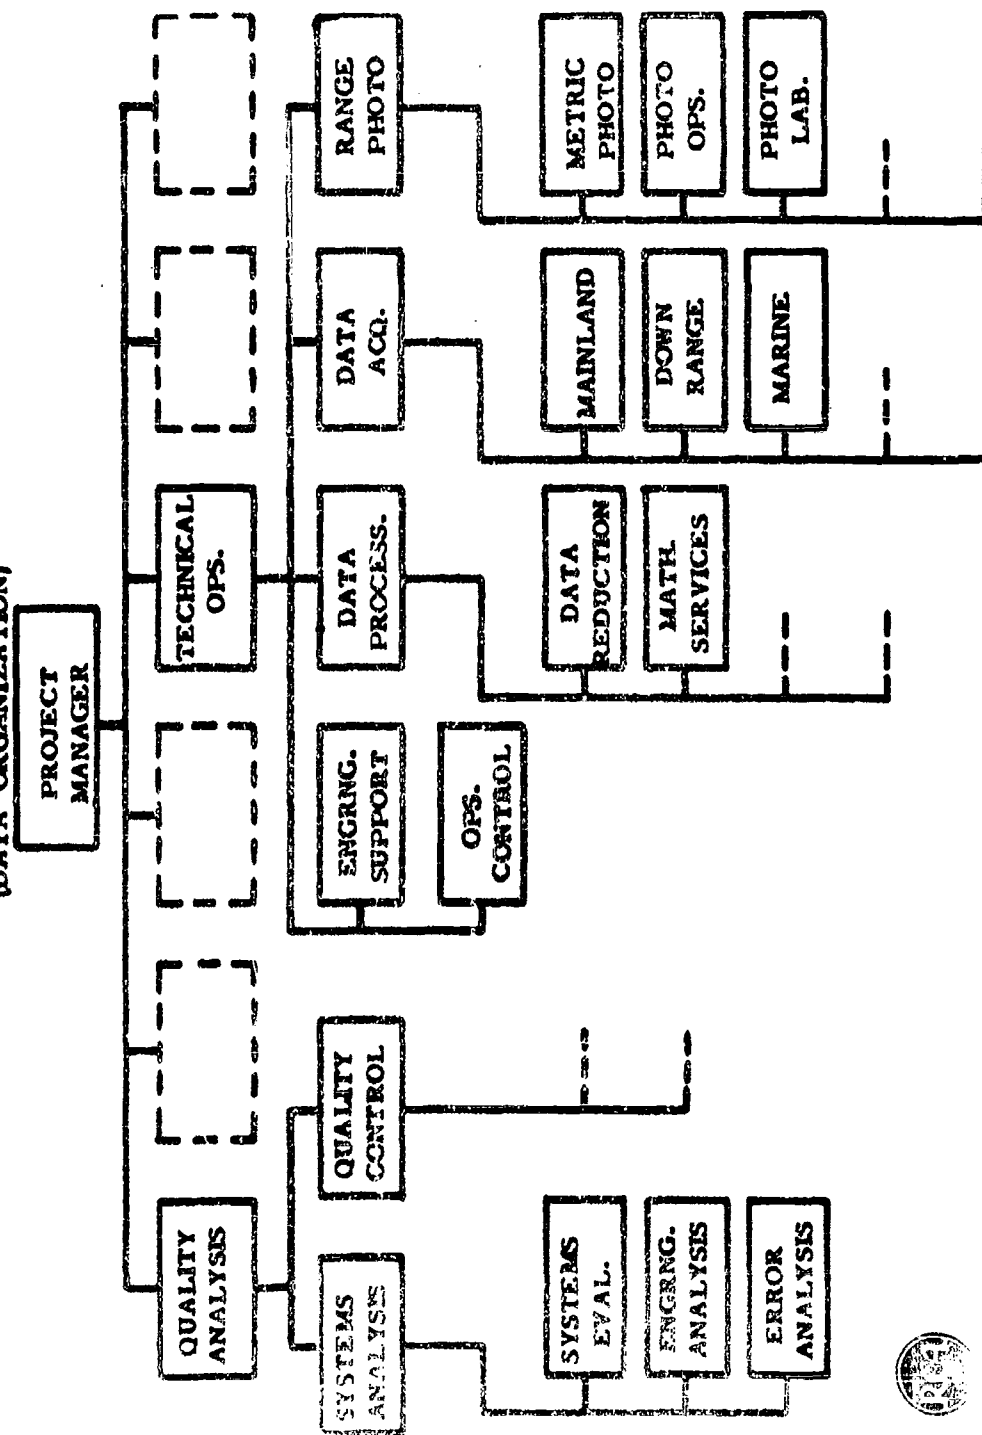 (DATA ORGANIZATION)
PROJECT
MANAGER
QUALITY
ANALYSIS
TECHNICAL
OPS.
SYSTEMS
ANALYSIS
QUALITY
CONTROL
ENGRNG.
SUPPORT
OPS.
CONTROL
DATA
PROCESS.
DATA
ACQ.
RANGE
PHOTO
SYSTEMS
EVAL.
ENGRNG.
ANALYSIS
ERROR
ANALYSIS
DATA
REDUCTION
MATH.
SERVICES
MAINLAND
DOWN
RANGE
MARINE
METRIC
PHOTO
PHOTO
OPS.
PHOTO
LAB.